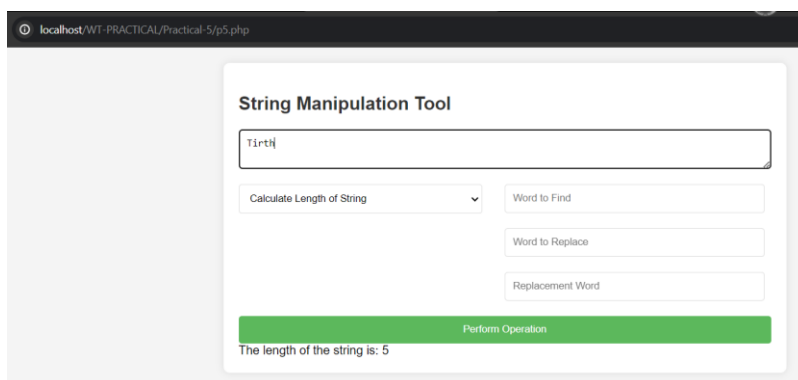 localhost/WT-PRACTICAL/Practical-5/p5.php
String Manipulation Tool
Tirth
Calculate Length of String
Word to Find
Word to Replace
Replacement Word
Perform Operation
The length of the string is: 5